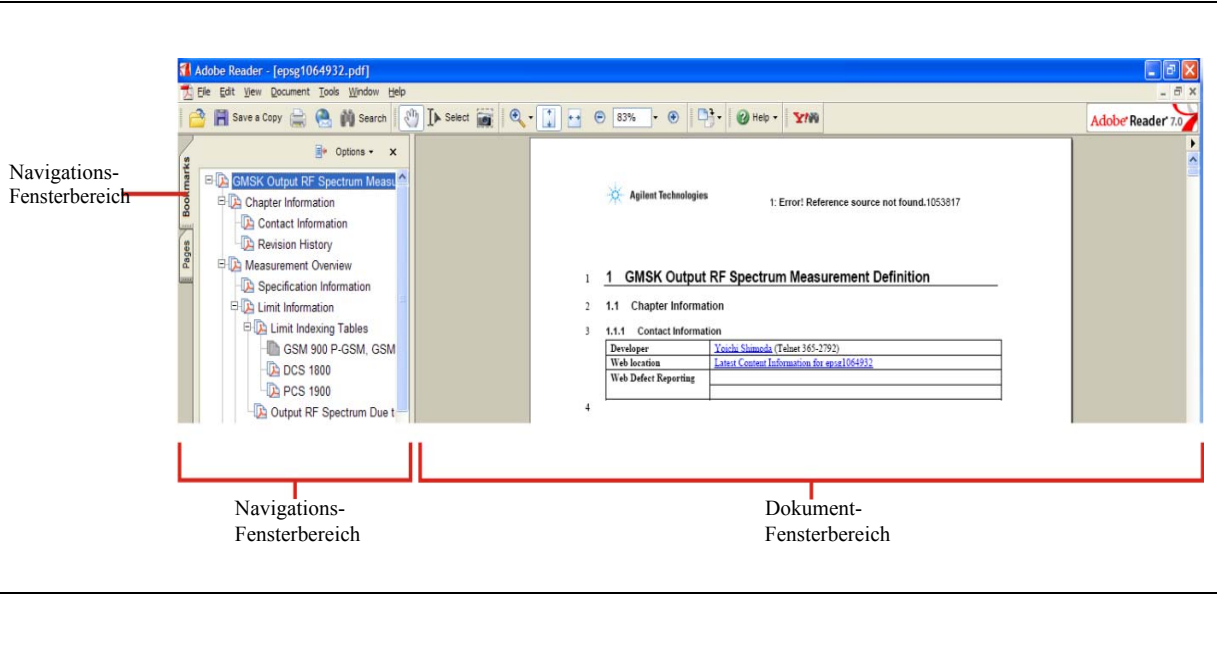 Adobe Reader - [epsg1064932.pdf]
File Edit View Document Tools Window Help
Save a Copy Search Select 83% Help Y! Adobe Reader 7.0
Options x
Navigations-
Fensterbereich
Bookmarks
Pages
GMSK Output RF Spectrum Measu
Chapter Information
Contact Information
Revision History
Measurement Overview
Specification Information
Limit Information
Limit Indexing Tables
GSM 900 P-GSM, GSM
DCS 1800
PCS 1900
Output RF Spectrum Due t
Agilent Technologies
1: Error! Reference source not found.1053817
1 1 GMSK Output RF Spectrum Measurement Definition
2 1.1 Chapter Information
3 1.1.1 Contact Information
Developer Yoichi Shimoda (Telnet 365-2792)
Web location Latest Content Information for epsg1064932
Web Defect Reporting
4
Navigations-
Fensterbereich
Dokument-
Fensterbereich